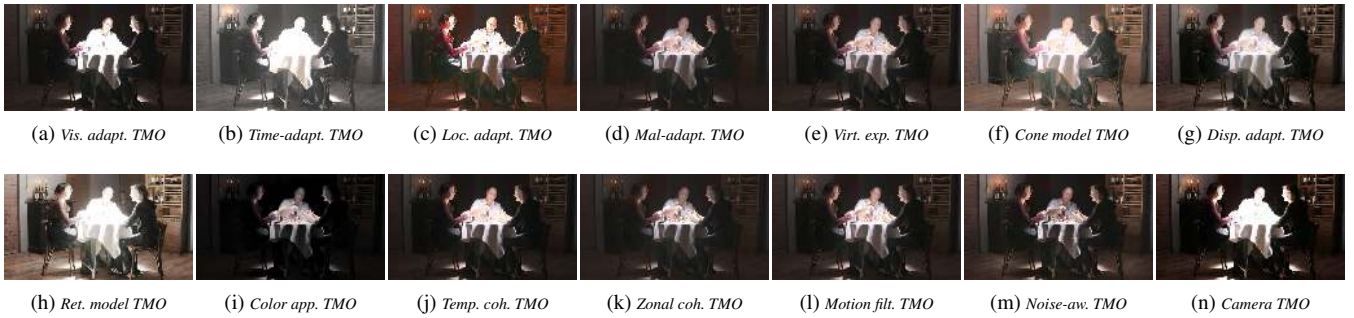 (a) Vis. adapt. TMO (b) Time-adapt. TMO (c) Loc. adapt. TMO (d) Mal-adapt. TMO (e) Virt. exp. TMO (f) Cone model TMO (g) Disp. adapt. TMO
(h) Ret. model TMO (i) Color app. TMO (j) Temp. coh. TMO (k) Zonal coh. TMO (l) Motion filt. TMO (m) Noise-aw. TMO (n) Camera TMO